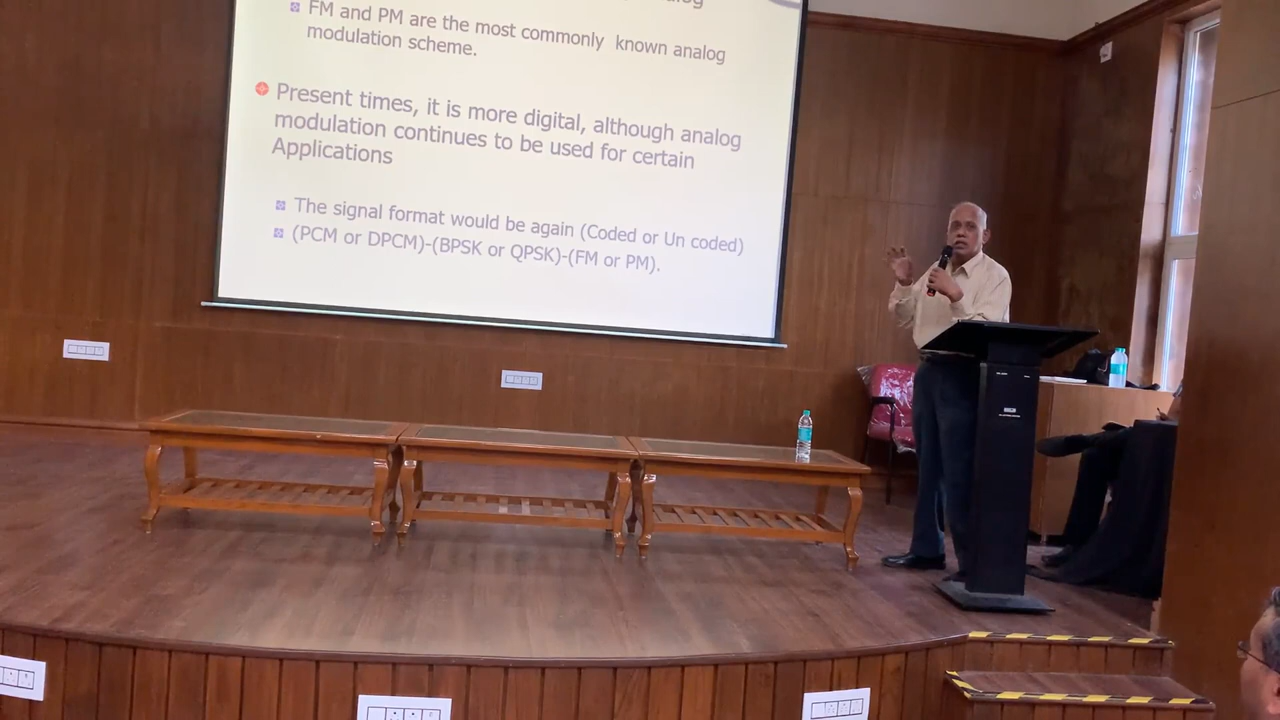 FM and PM are the most commonly known analog
modulation scheme.
Present times, it is more digital, although analog
modulation continues to be used for certain
Applications
The signal format would be again (Coded or Un coded)
(PCM or DPCM)-(BPSK or QPSK)-(FM or PM).